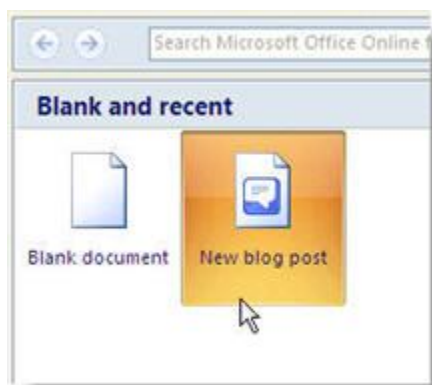 Search Microsoft Office Online
Blank and recent
Blank document
New blog post